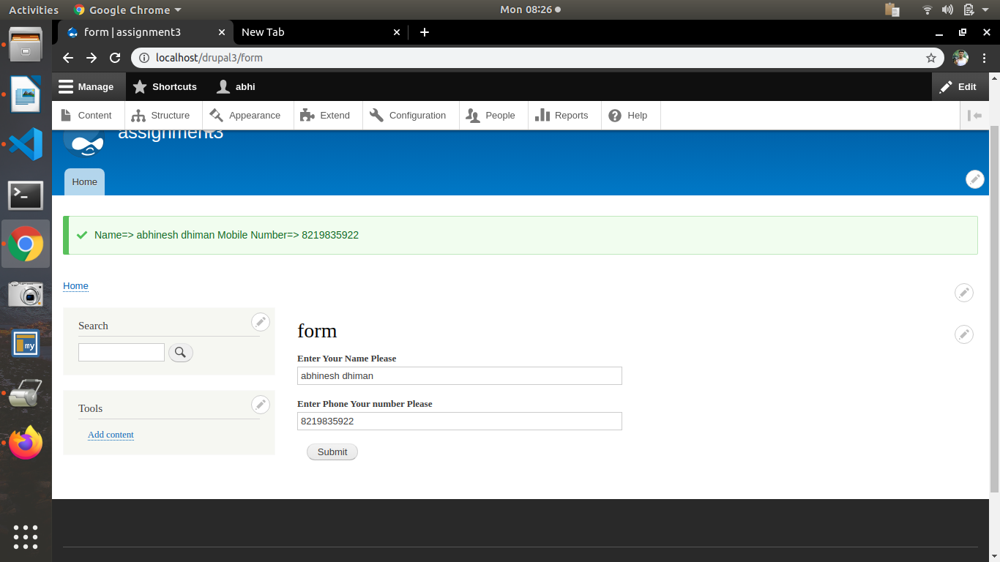 Activities Google Chrome Mon 08:26
form | assignment3 New Tab
localhost/drupal3/form
Manage Shortcuts abhi Edit
Content Structure Appearance Extend Configuration People Reports Help
assignment3
Home
Name=> abhinesh dhiman Mobile Number=> 8219835922
Home
Search
Tools
Add content
form
Enter Your Name Please
abhinesh dhiman
Enter Phone Your number Please
8219835922
Submit
my